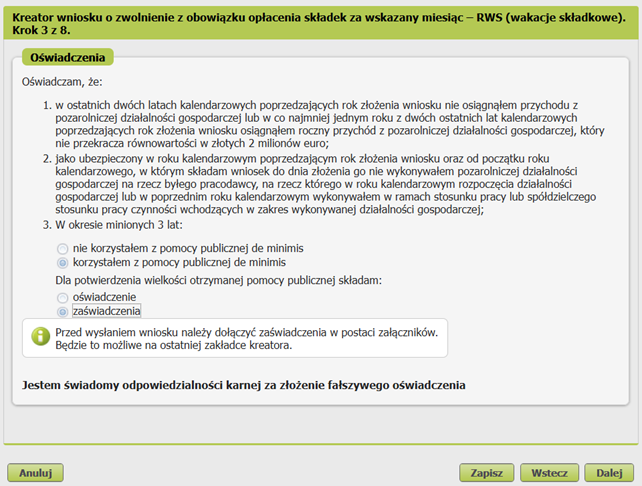 Kreator wniosku o zwolnienie z obowiązku opłacenia składek za wskazany miesiąc – RWS (wakacje składkowe).
Krok 3 z 8.
Oświadczenia
Oświadczam, że:
1. w ostatnich dwóch latach kalendarzowych poprzedzających rok złożenia wniosku nie osiągnąłem przychodu z
pozarolniczej działalności gospodarczej lub w co najmniej jednym roku z dwóch ostatnich lat kalendarzowych
poprzedzających rok złożenia wniosku osiągnąłem roczny przychód z pozarolniczej działalności gospodarczej, który
nie przekracza równowartości w złotych 2 milionów euro;
2. jako ubezpieczony w roku kalendarzowym poprzedzającym rok złożenia wniosku oraz od początku roku
kalendarzowego, w którym składam wniosek do dnia złożenia go nie wykonywałem pozarolniczej działalności
gospodarczej na rzecz byłego pracodawcy, na rzecz którego w roku kalendarzowym rozpoczęcia działalności
gospodarczej lub w poprzednim roku kalendarzowym wykonywałem w ramach stosunku pracy lub spółdzielczego
stosunku pracy czynności wchodzących w zakres wykonywanej działalności gospodarczej;
3. W okresie minionych 3 lat:
nie korzystałem z pomocy publicznej de minimis
korzystałem z pomocy publicznej de minimis
Dla potwierdzenia wielkości otrzymanej pomocy publicznej składam:
oświadczenie
zaświadczenia
Przed wysłaniem wniosku należy dołączyć zaświadczenia w postaci załączników.
Będzie to możliwe na ostatniej zakładce kreatora.
Jestem świadomy odpowiedzialności karnej za złożenie fałszywego oświadczenia
Anuluj Zapisz Wstecz Dalej